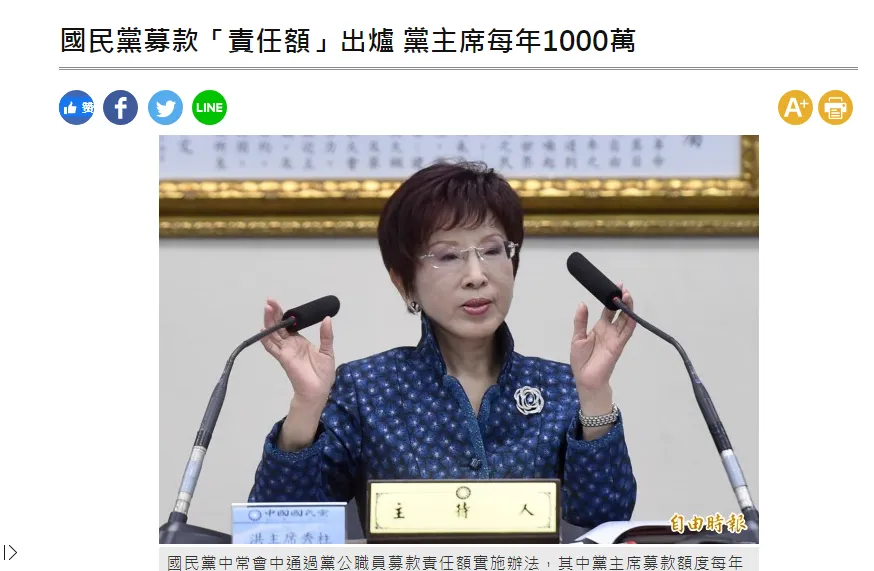 國民黨募款「責任額」出爐 黨主席每年1000萬
赞
LINE
A+
中國國民黨
洪主席秀柱
主 持 人
自由時報
國民黨中常會中通過黨公職員募款責任額實施辦法，其中黨主席募款額度每年